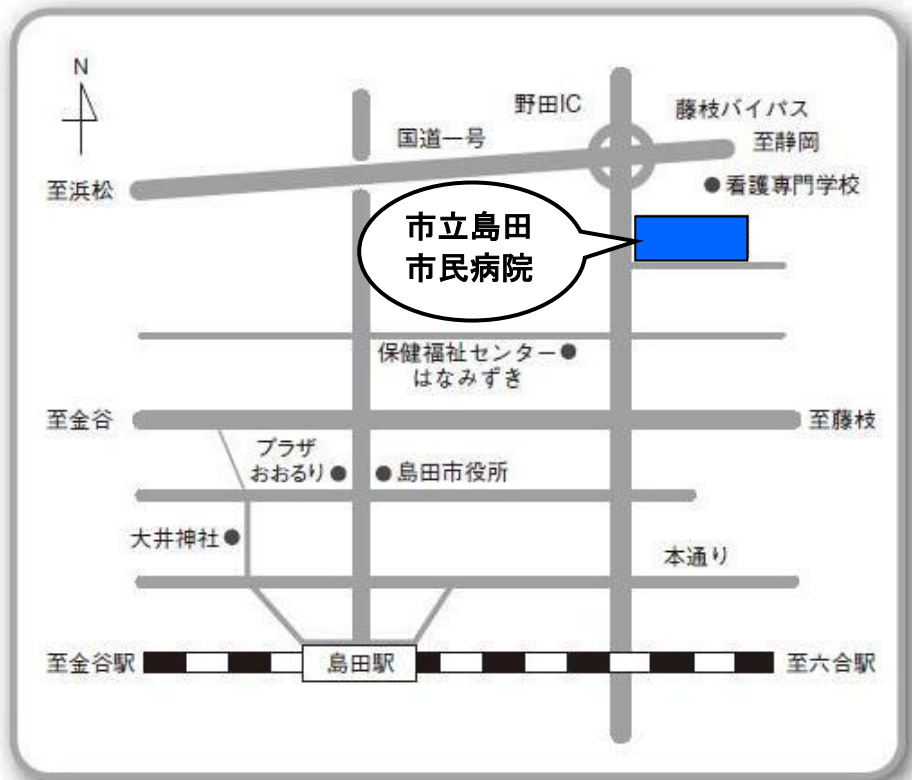 N
野田IC
藤枝バイパス
国道一号
至静岡
至浜松
看護専門学校
市立島田
市民病院
保健福祉センター
はなみずき
至金谷
至藤枝
プラザ
おおるり
島田市役所
大井神社
本通り
至金谷駅
島田駅
至六合駅